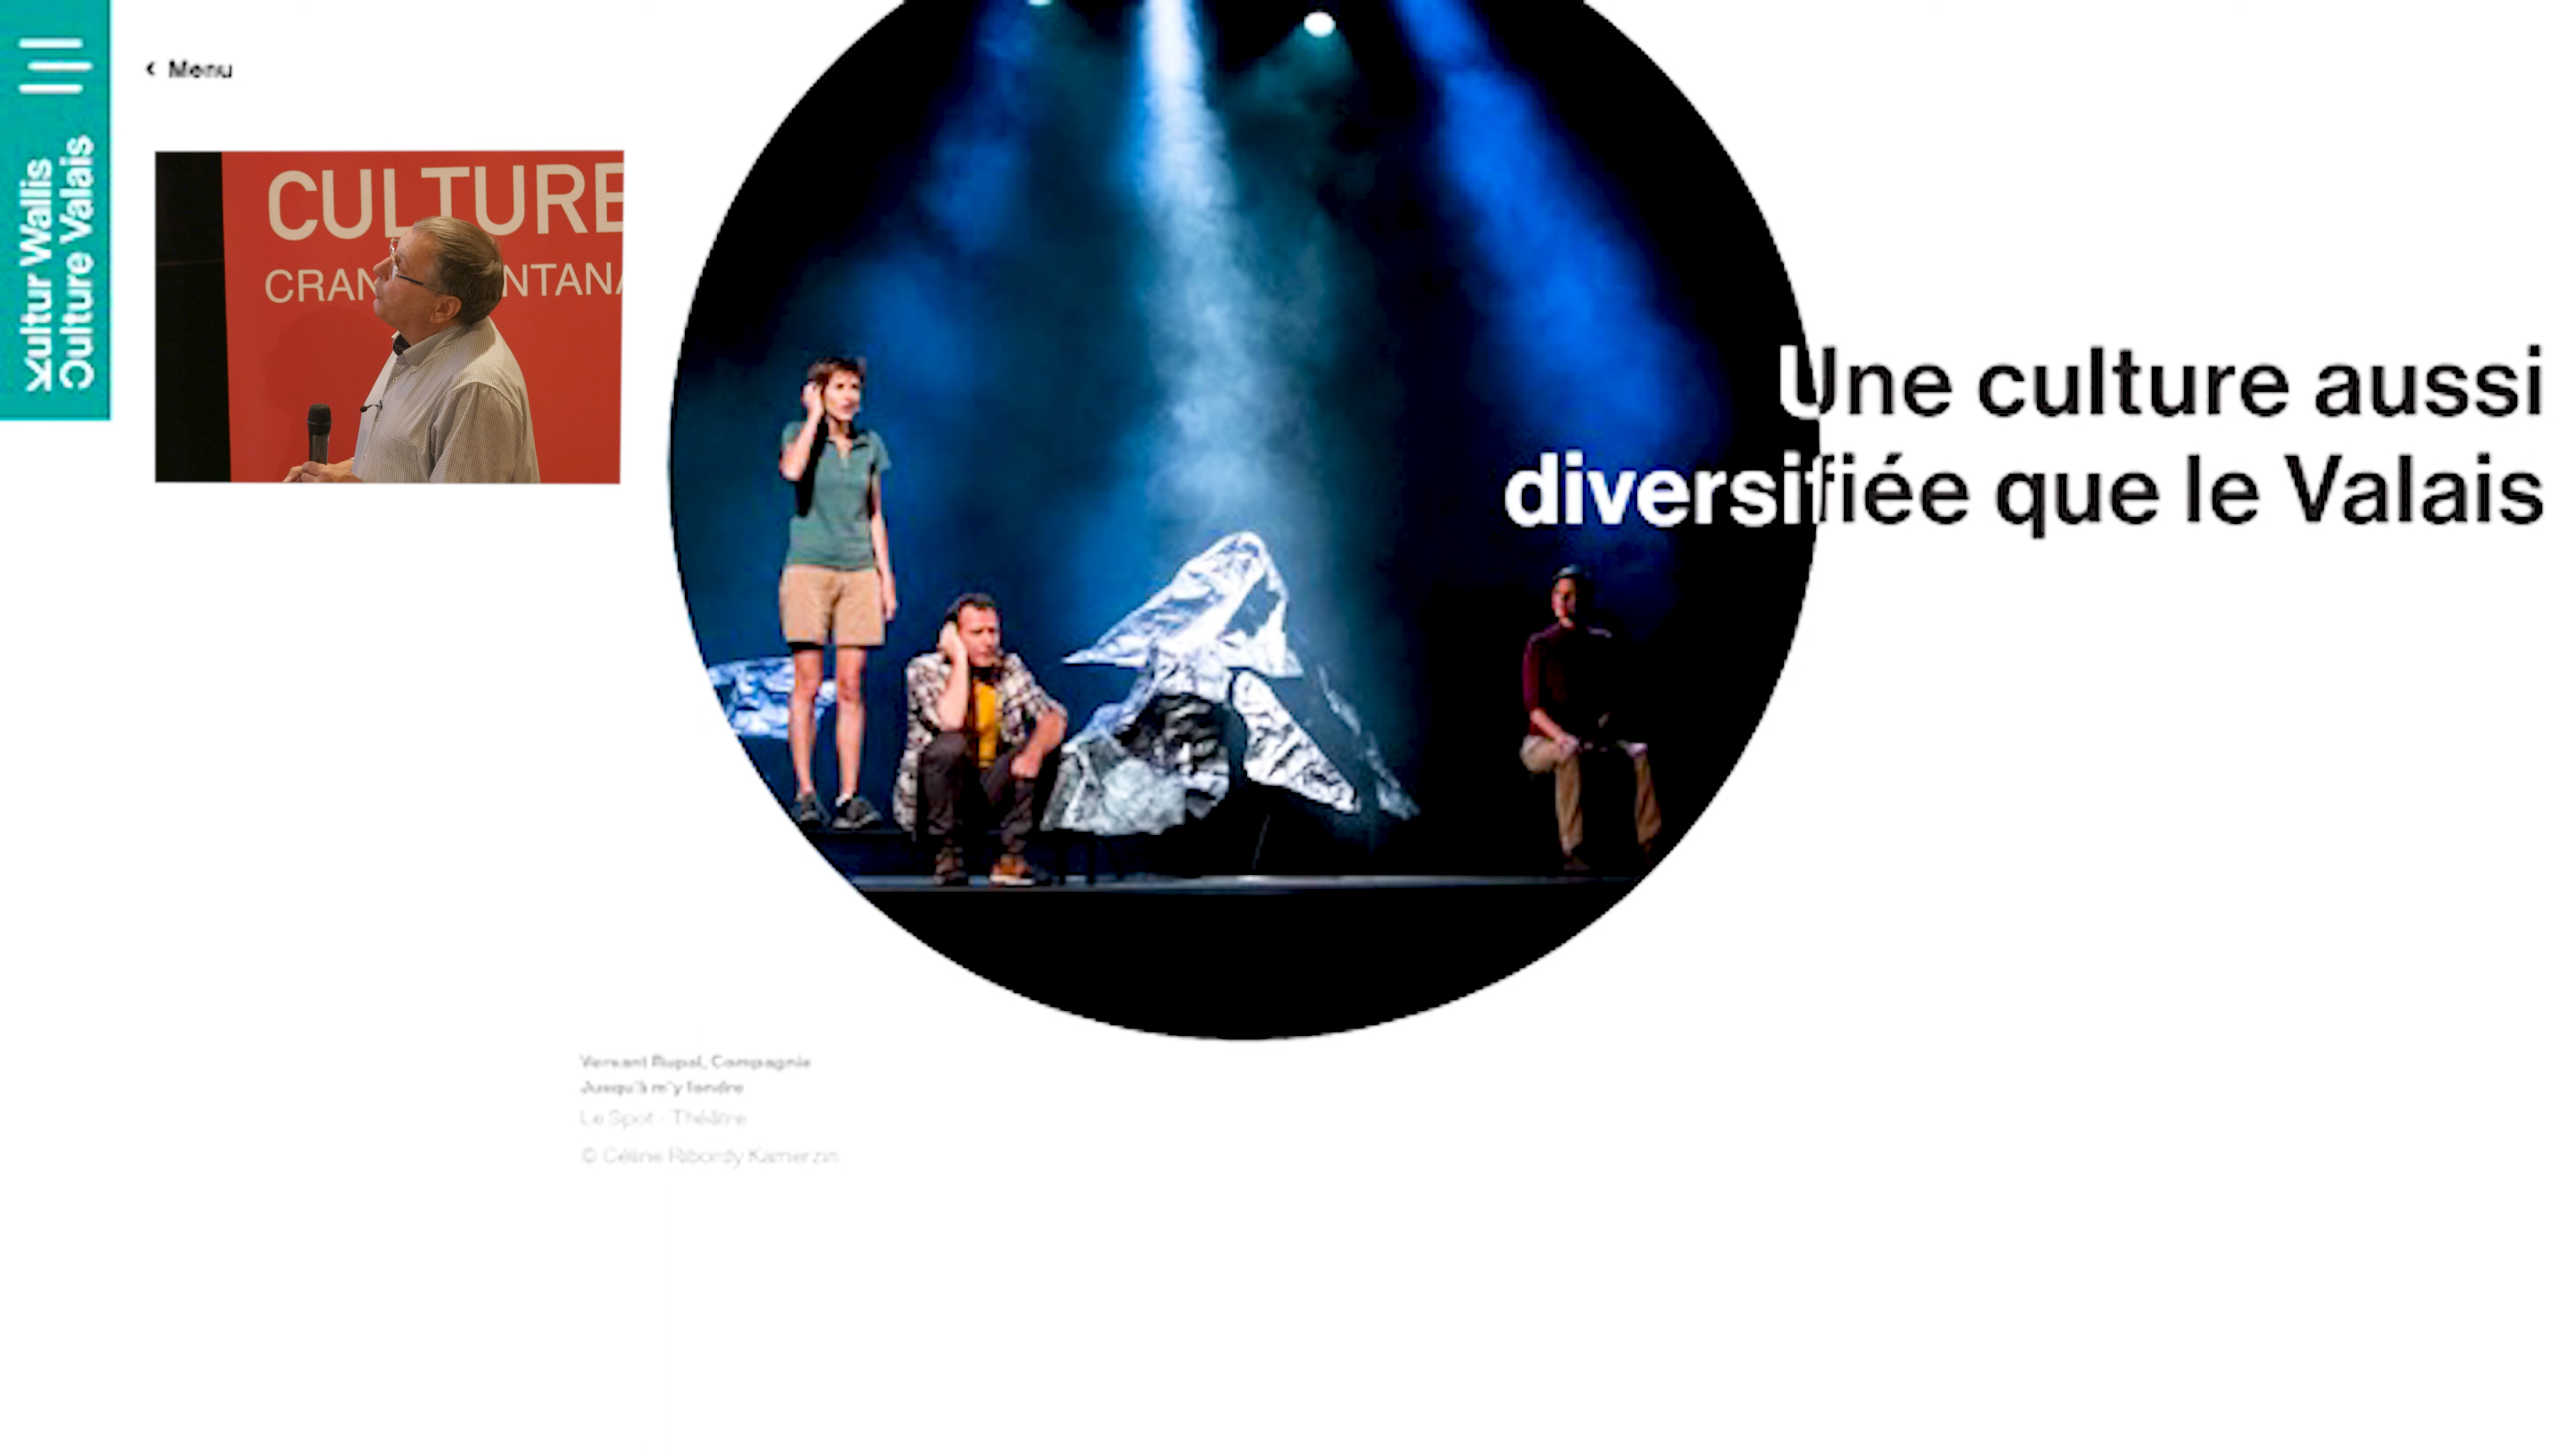 Kultur Wallis
Culture Valais
‹ Menu
CULTURE
CRAN NTANA
Une culture aussi
diversifiée que le Valais
Versant Rupal, Compagnie
Jusqu'à m'y fondre
Le Spot - Théâtre
© Céline Ribordy Kamerzin